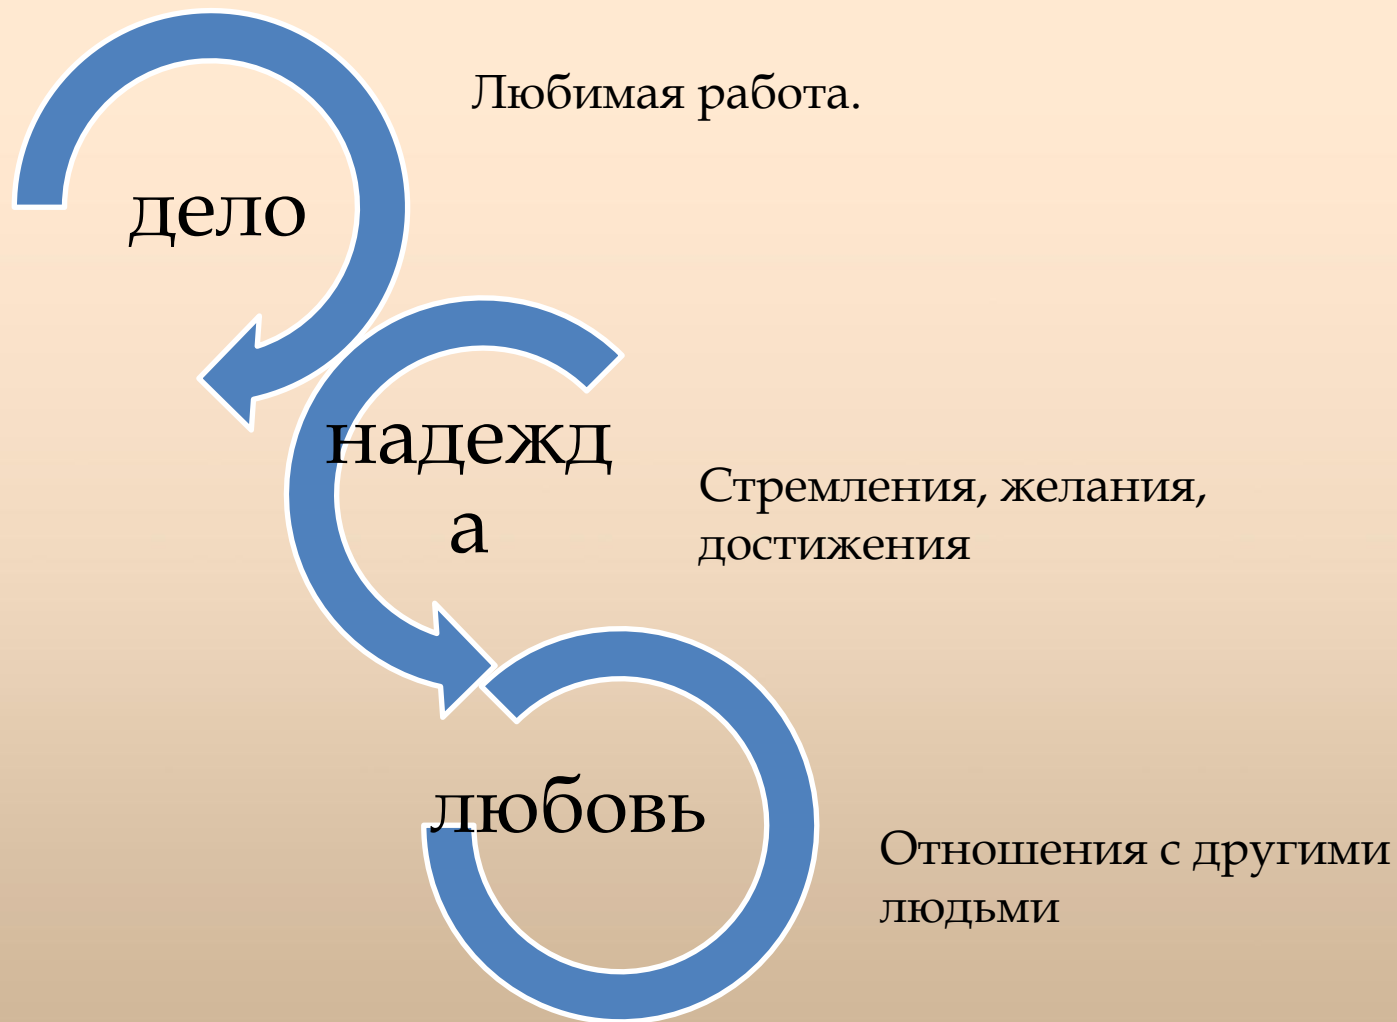 Любимая работа.
дело
надежд
а
Стремления, желания,
достижения
любовь
Отношения с другими
людьми